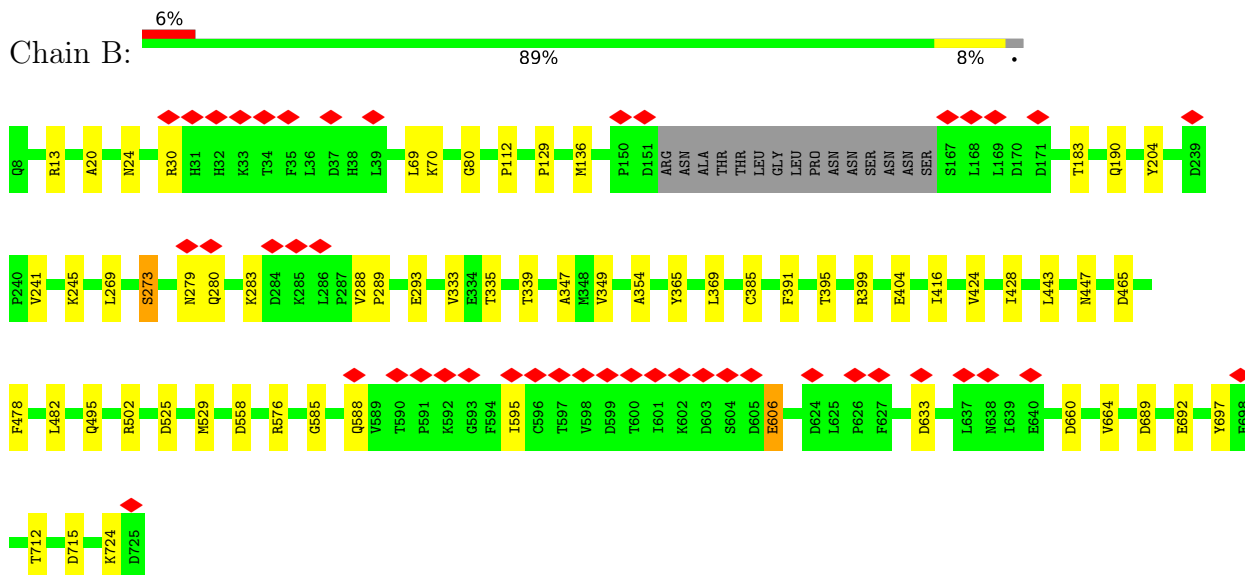 6%
Chain B:
89% 8% •
Q8 R13 A20 N24 R30 H31 H32 K33 T34 F35 L36 D37 H38 L39 L69 K70 G80 P112 P129 M136 P150 D151 ARG ASN ALA THR THR LEU GLY LEU PRO ASN ASN SER ASN ASN SER S167 L168 L169 D170 D171 T183 Q190 Y204 D239
P240 V241 K245 L269 S273 N279 Q280 K283 D284 K285 L286 P287 V288 P289 E293 V333 E334 T335 T339 A347 M348 V349 A354 Y365 L369 C385 F391 T395 R399 E404 I416 V424 I428 L443 N447 D465
F478 L482 Q495 R502 D525 M529 D558 R576 G585 Q588 V589 T590 P591 K592 G593 F594 I595 C596 T597 V598 D599 T600 I601 K602 D603 S604 D605 E606 D624 L625 P626 F627 D633 L637 N638 I639 E640 D660 V664 D689 E692 Y697 E698
T712 D715 K724 D725